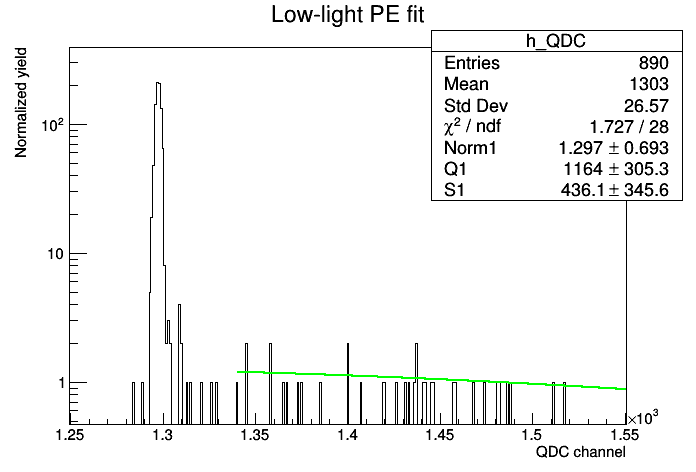 Low-light PE fit
h_QDC
Entries 890
Mean 1303
Std Dev 26.57
χ² / ndf 1.727 / 28
Norm1 1.297 ± 0.693
Q1 1164 ± 305.3
S1 436.1 ± 345.6
Normalized yield
10²
10
1
1.25 1.3 1.35 1.4 1.45 1.5 1.55
×10³
QDC channel